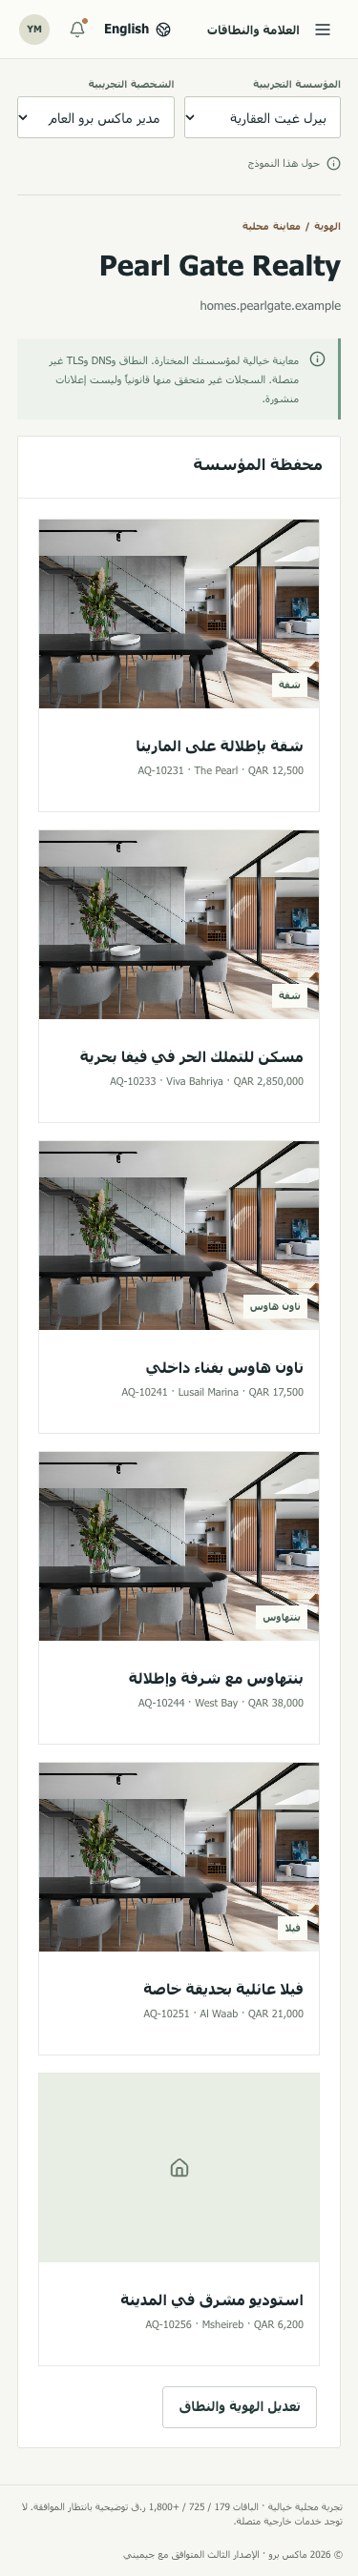 العلامة والنطاقات
English
YM
المؤسسة التجريبية
الشخصية التجريبية
بيرل غيت العقارية
مدير ماكس برو العام
حول هذا النموذج
الهوية / معاينة محلية
Pearl Gate Realty
homes.pearlgate.example
معاينة خيالية لمؤسستك المختارة. النطاق وDNS وTLS غير
متصلة. السجلات غير متحقق منها قانونياً وليست إعلانات
منشورة.
محفظة المؤسسة
شقة
شقة بإطلالة على المارينا
AQ-10231 · The Pearl · QAR 12,500
شقة
مسكن للتملك الحر في فيفا بحرية
AQ-10233 · Viva Bahriya · QAR 2,850,000
تاون هاوس
تاون هاوس بفناء داخلي
AQ-10241 · Lusail Marina · QAR 17,500
بنتهاوس
بنتهاوس مع شرفة وإطلالة
AQ-10244 · West Bay · QAR 38,000
فيلا
فيلا عائلية بحديقة خاصة
AQ-10251 · Al Waab · QAR 21,000
استوديو مشرق في المدينة
AQ-10256 · Msheireb · QAR 6,200
تعديل الهوية والنطاق
تجربة محلية خيالية · الباقات 179 / 725 / +1,800 ر.ق توضيحية بانتظار الموافقة. لا
توجد خدمات خارجية متصلة.
© 2026 ماكس برو · الإصدار الثالث المتوافق مع جيميني